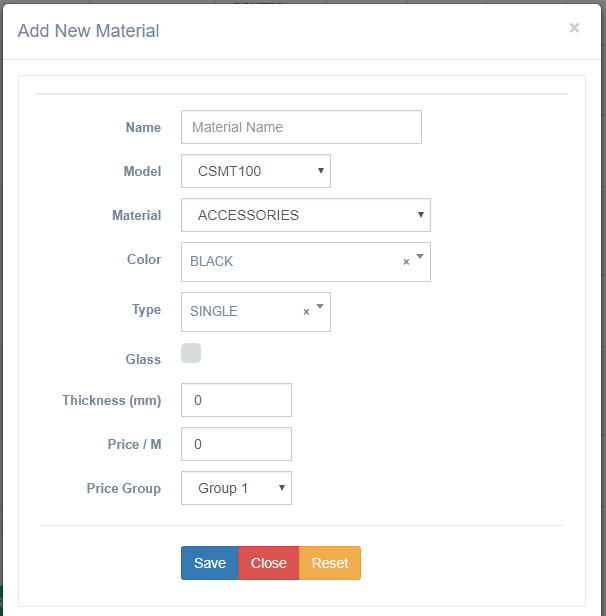 Add New Material ×
Name Material Name
Model CSMT100
Material ACCESSORIES
Color BLACK ×
Type SINGLE ×
Glass
Thickness (mm) 0
Price / M 0
Price Group Group 1
Save Close Reset